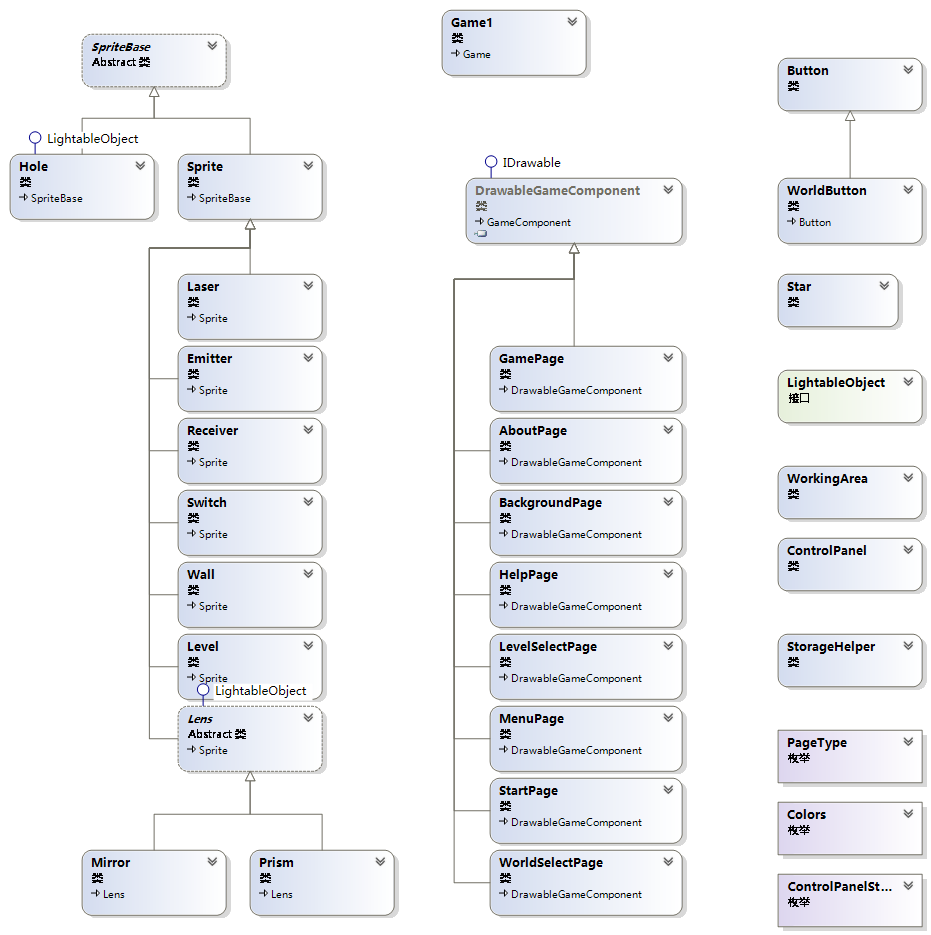 SpriteBase
Abstract 类
LightableObject
Hole
类
SpriteBase
Sprite
类
SpriteBase
Laser
类
Sprite
Emitter
类
Sprite
Receiver
类
Sprite
Switch
类
Sprite
Wall
类
Sprite
Level
类
Sprite
LightableObject
Lens
Abstract 类
Sprite
Mirror
类
Lens
Prism
类
Lens
Game1
类
Game
IDrawable
DrawableGameComponent
类
GameComponent
GamePage
类
DrawableGameComponent
AboutPage
类
DrawableGameComponent
BackgroundPage
类
DrawableGameComponent
HelpPage
类
DrawableGameComponent
LevelSelectPage
类
DrawableGameComponent
MenuPage
类
DrawableGameComponent
StartPage
类
DrawableGameComponent
WorldSelectPage
类
DrawableGameComponent
Button
类
WorldButton
类
Button
Star
类
LightableObject
接口
WorkingArea
类
ControlPanel
类
StorageHelper
类
PageType
枚举
Colors
枚举
ControlPanelSt...
枚举